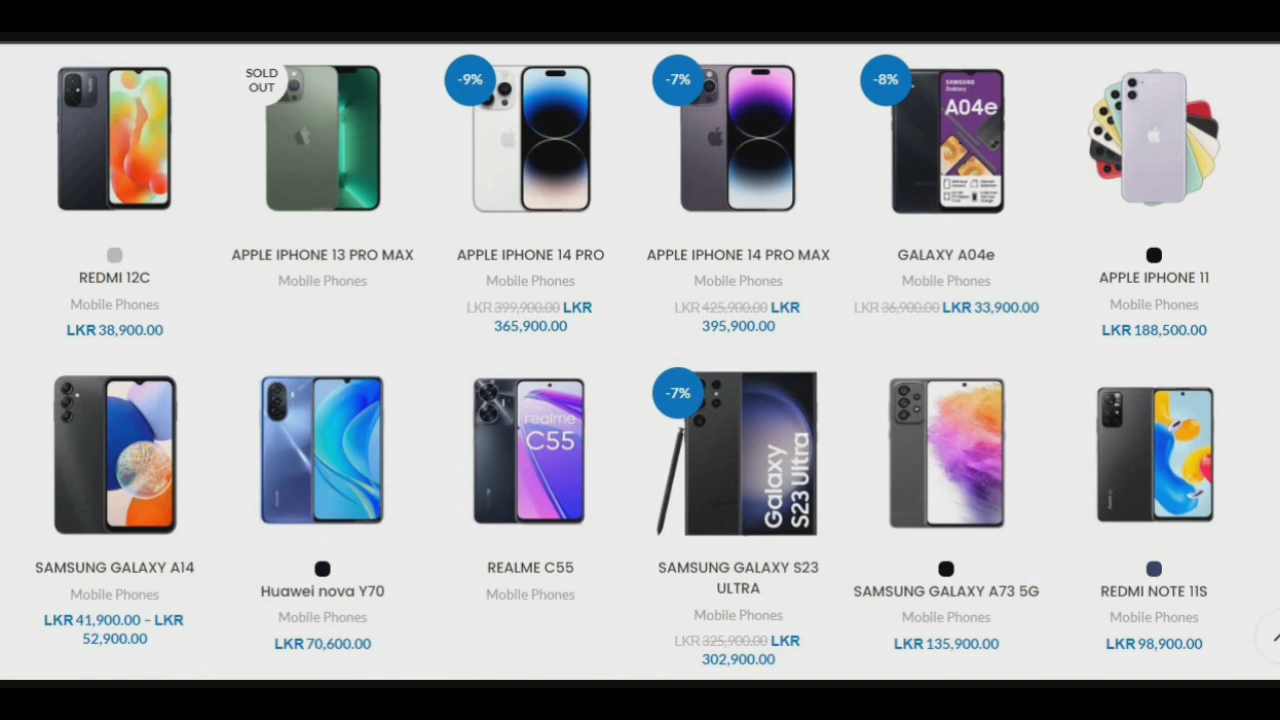 SOLD
OUT
-9%
-7%
-8%
SAMSUNG
Galaxy
A04e
REDMI 12C
Mobile Phones
LKR 38,900.00
APPLE IPHONE 13 PRO MAX
Mobile Phones
APPLE IPHONE 14 PRO
Mobile Phones
LKR 399,900.00 LKR
365,900.00
APPLE IPHONE 14 PRO MAX
Mobile Phones
LKR 425,900.00 LKR
395,900.00
GALAXY A04e
Mobile Phones
LKR 36,900.00 LKR 33,900.00
APPLE IPHONE 11
Mobile Phones
LKR 188,500.00
realme
C55
-7%
Galaxy
S23 Ultra
SAMSUNG GALAXY A14
Mobile Phones
LKR 41,900.00 – LKR
52,900.00
Huawei nova Y70
Mobile Phones
LKR 70,600.00
REALME C55
Mobile Phones
SAMSUNG GALAXY S23
ULTRA
Mobile Phones
LKR 325,900.00 LKR
302,900.00
SAMSUNG GALAXY A73 5G
Mobile Phones
LKR 135,900.00
REDMI NOTE 11S
Mobile Phones
LKR 98,900.00